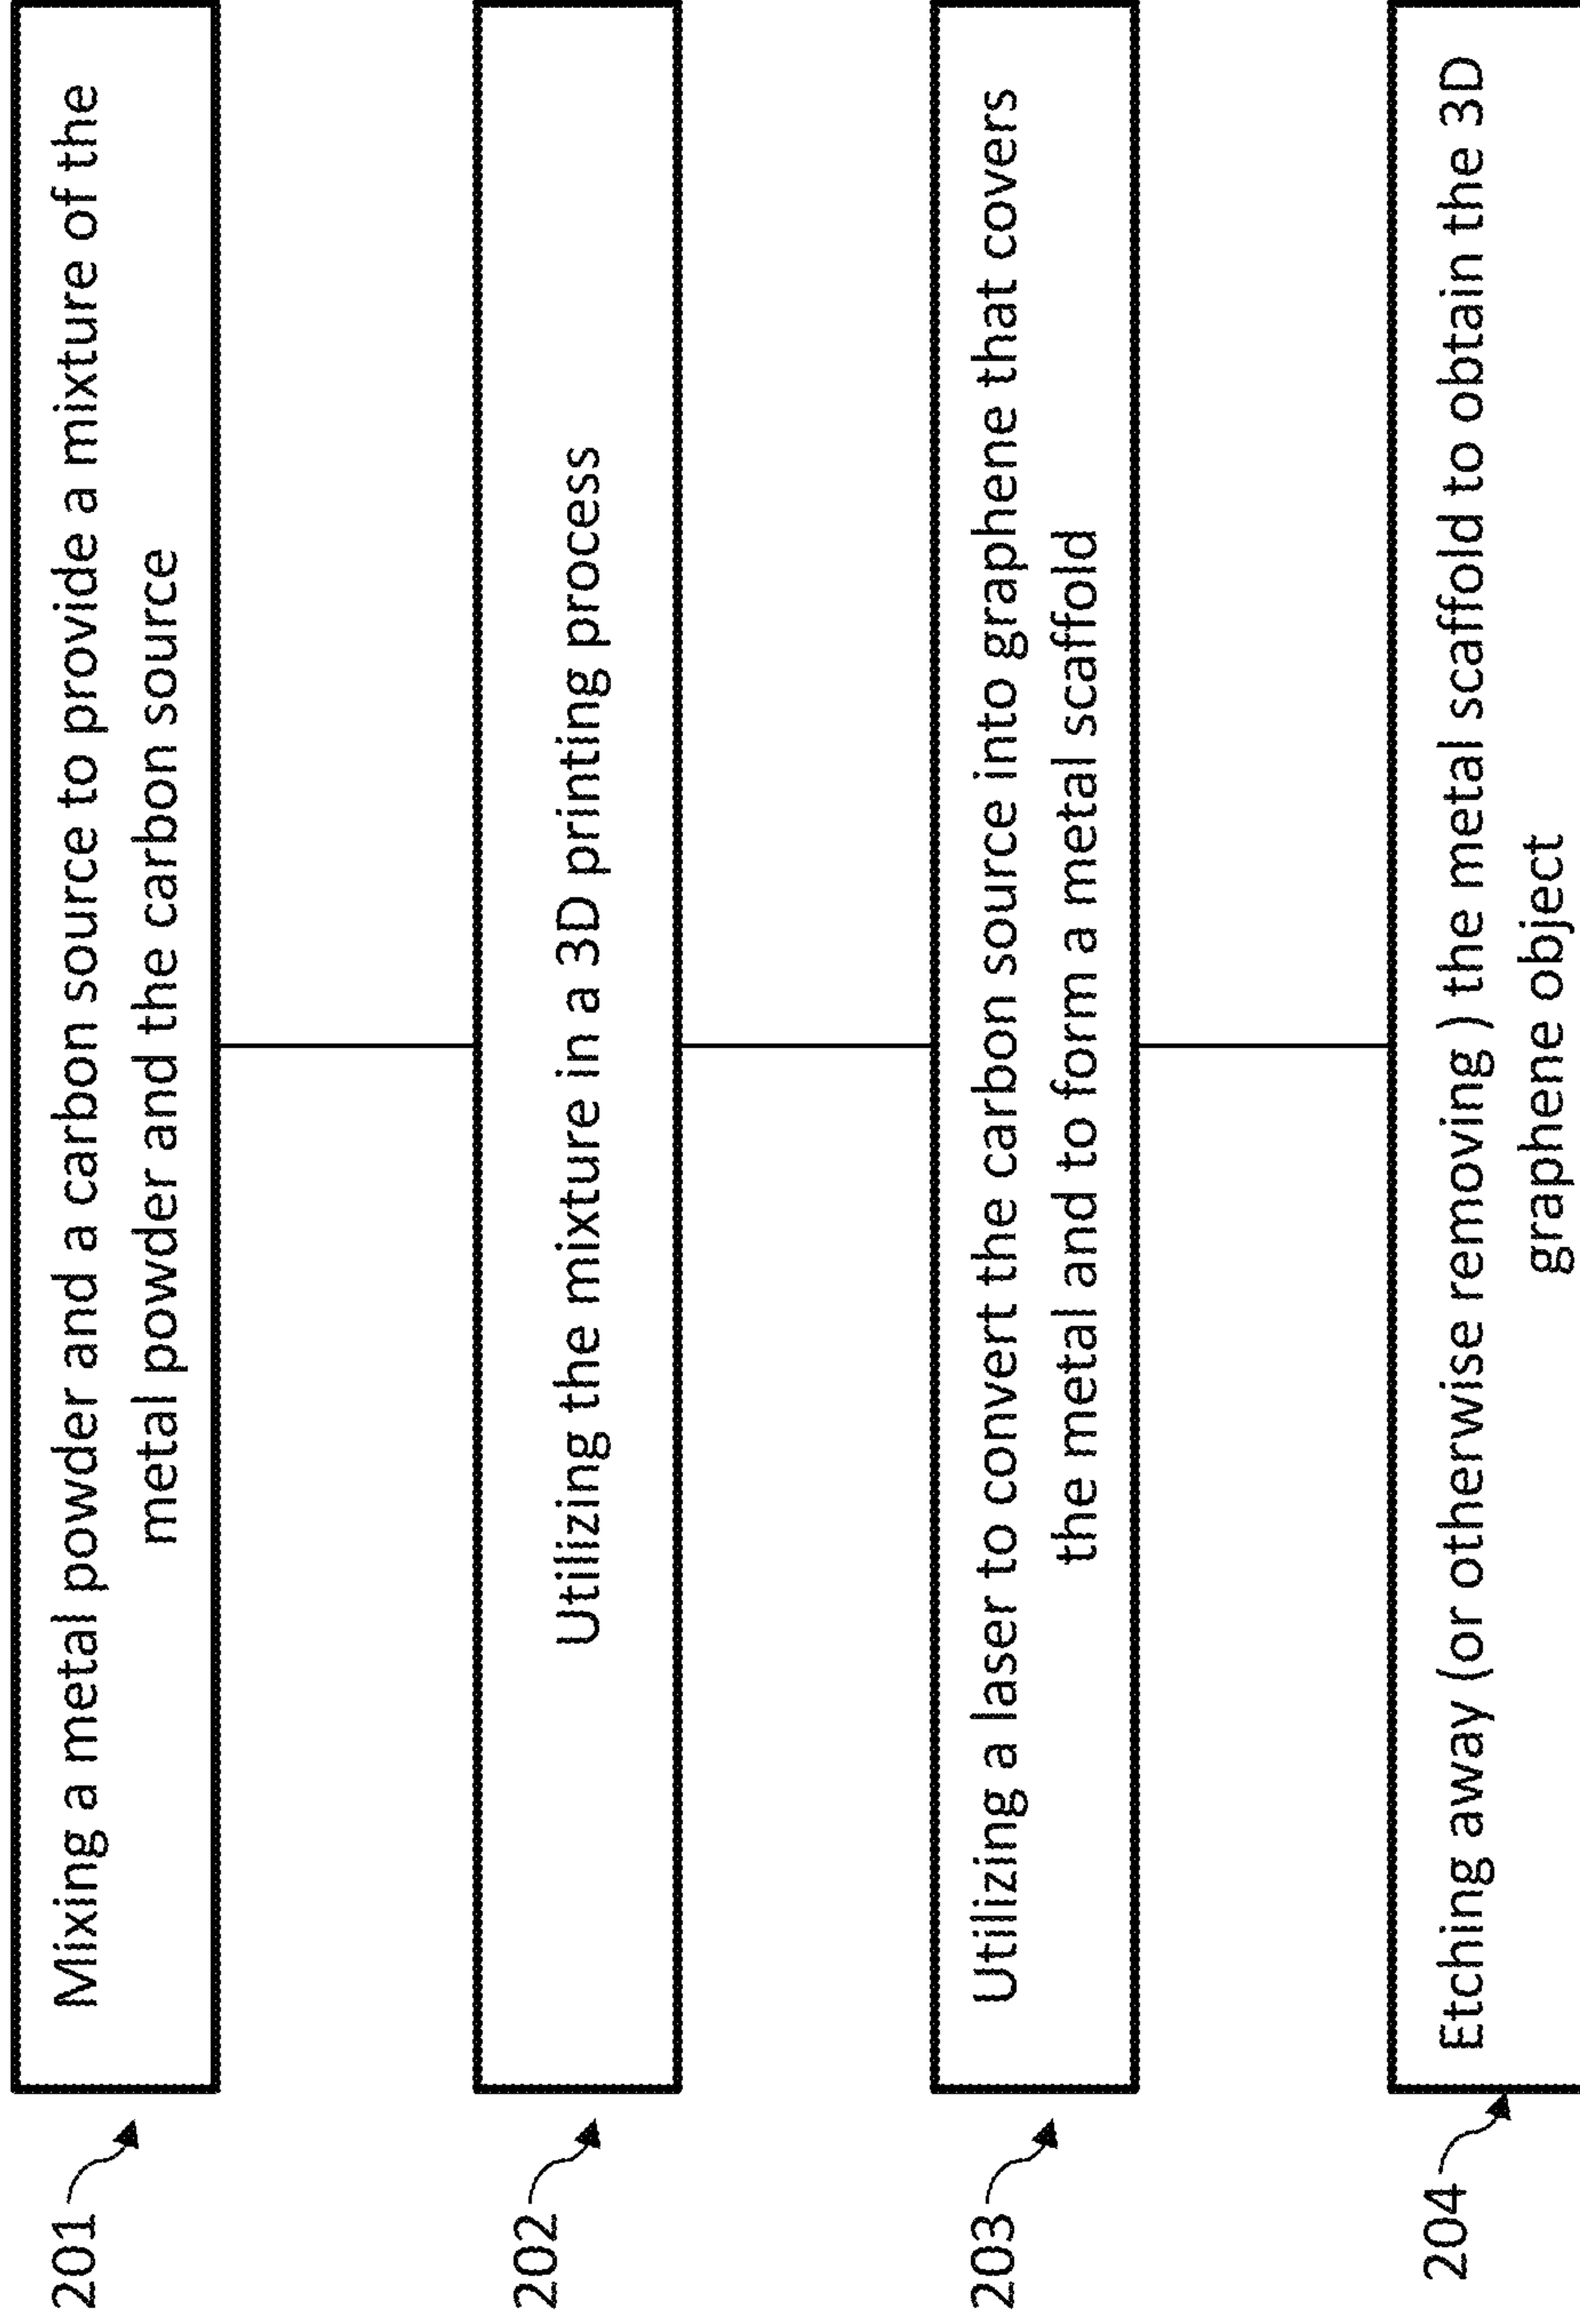 201
Mixing a metal powder and a carbon source to provide a mixture of the
metal powder and the carbon source
202
Utilizing the mixture in a 3D printing process
203
Utilizing a laser to convert the carbon source into graphene that covers
the metal and to form a metal scaffold
204
Etching away (or otherwise removing ) the metal scaffold to obtain the 3D
graphene object